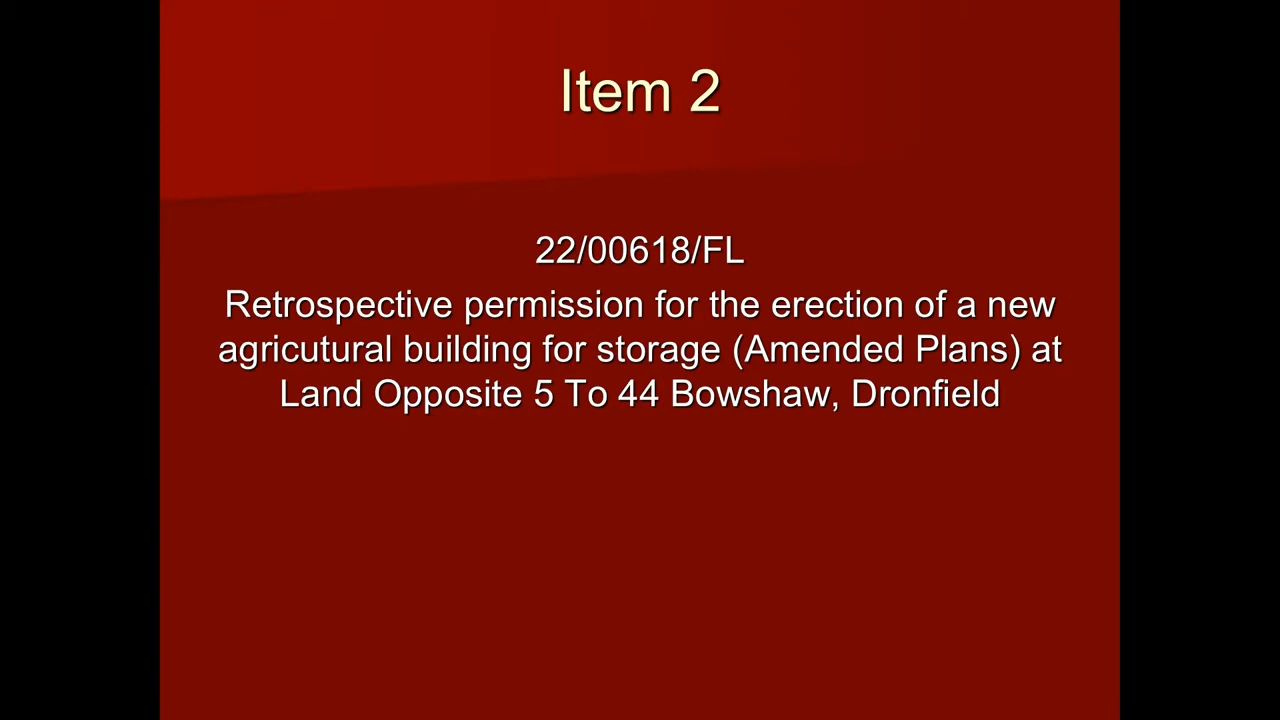 Item 2
22/00618/FL
Retrospective permission for the erection of a new
agricutural building for storage (Amended Plans) at
Land Opposite 5 To 44 Bowshaw, Dronfield